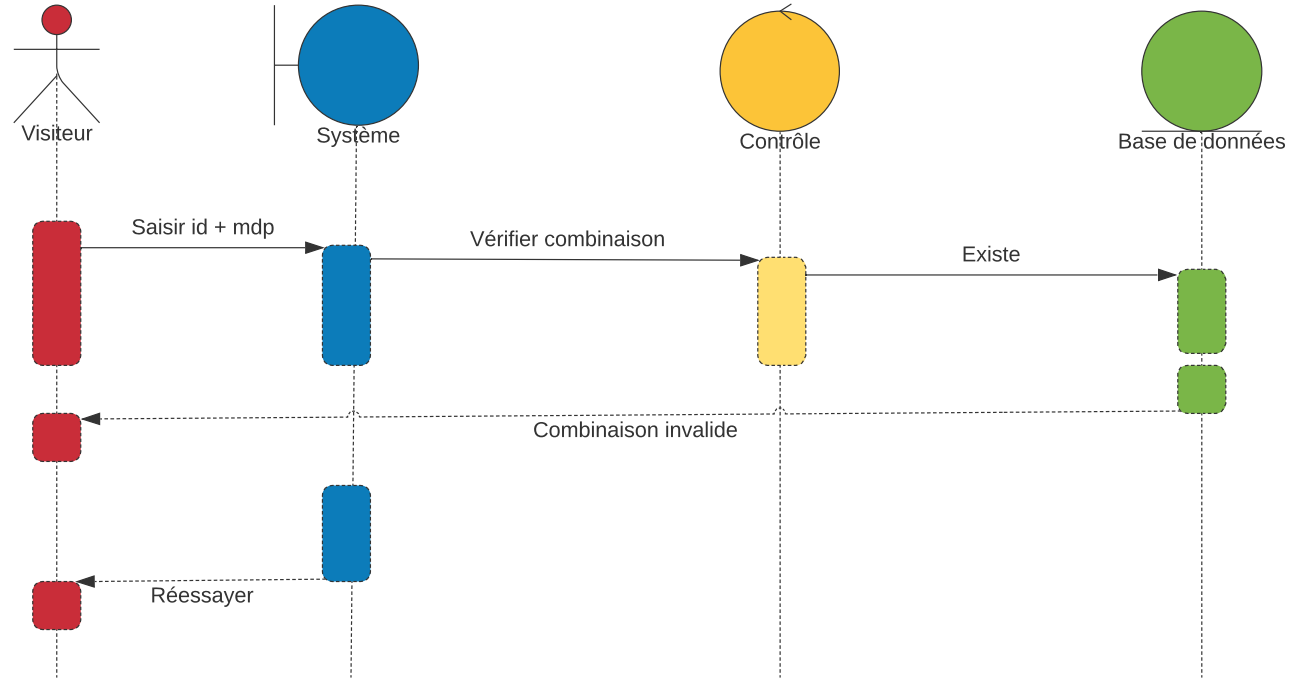 Visiteur
Système
Contrôle
Base de données
Saisir id + mdp
Vérifier combinaison
Existe
Combinaison invalide
Réessayer